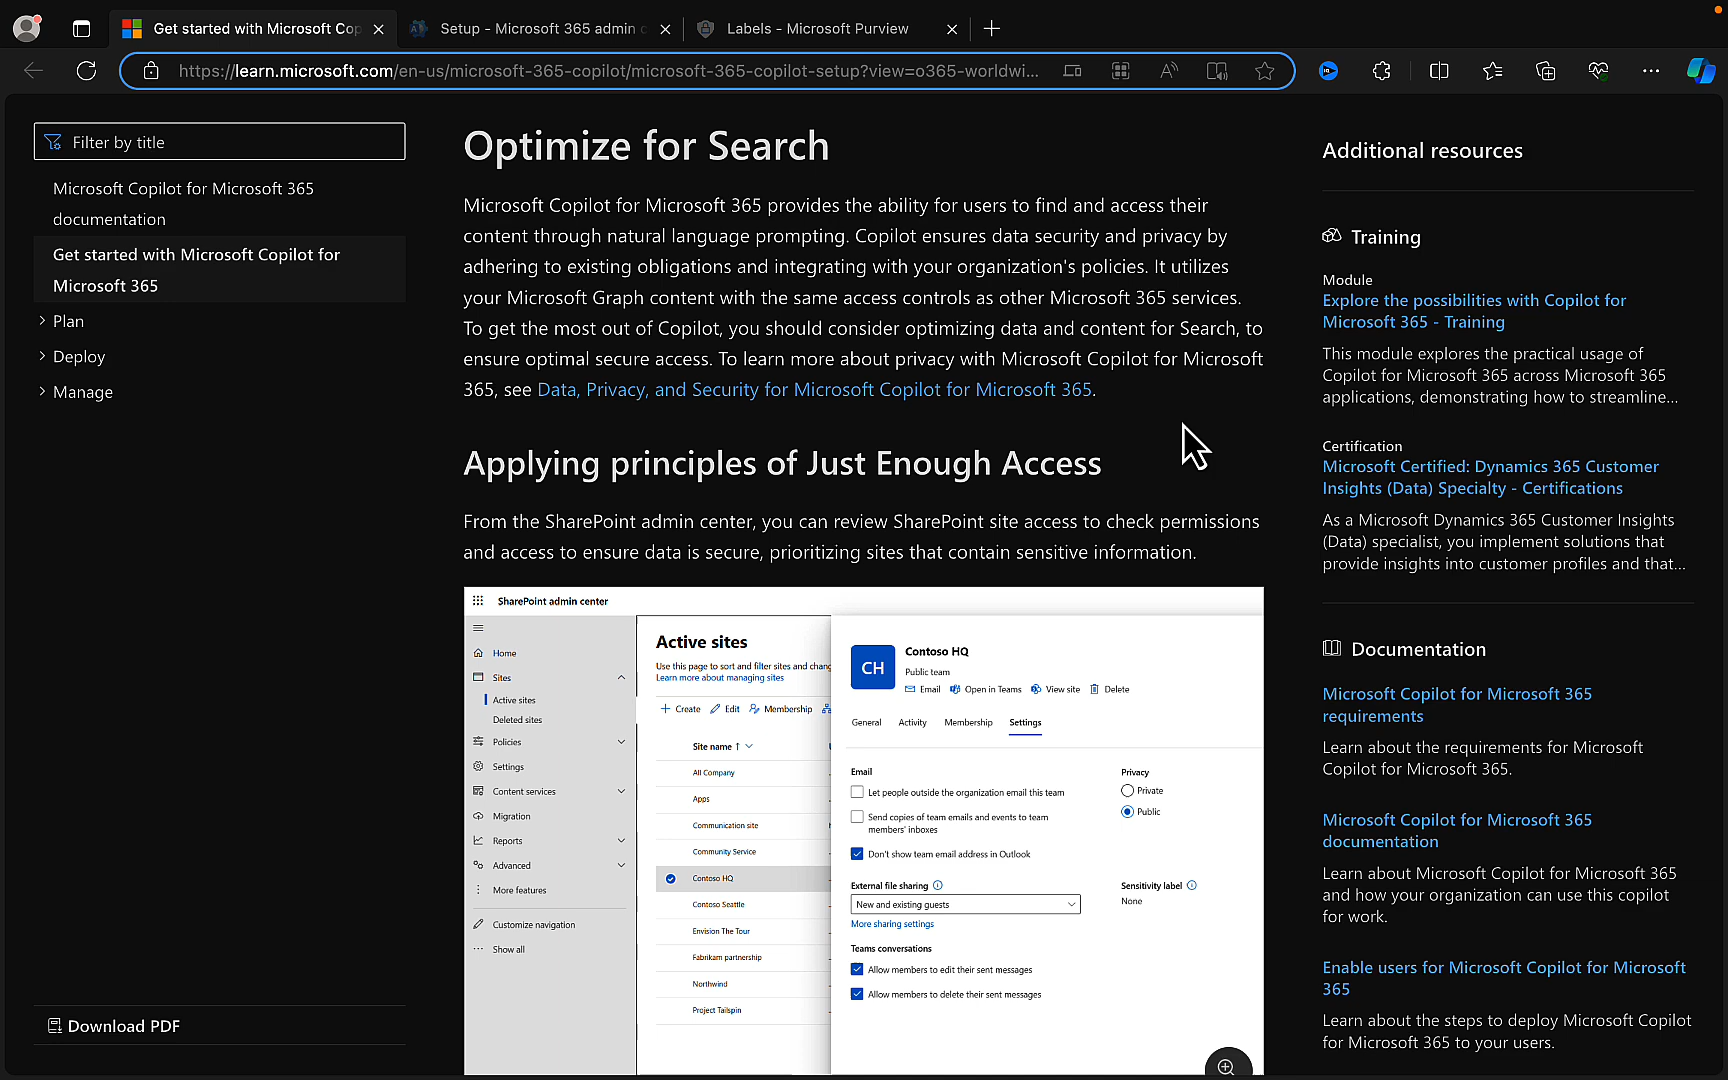 Get started with Microsoft Cop
Setup - Microsoft 365 admin c
Labels - Microsoft Purview
https://learn.microsoft.com/en-us/microsoft-365-copilot/microsoft-365-copilot-setup?view=o365-worldwi...
Filter by title
Microsoft Copilot for Microsoft 365
documentation
Get started with Microsoft Copilot for
Microsoft 365
Plan
Deploy
Manage
Download PDF
Optimize for Search
Microsoft Copilot for Microsoft 365 provides the ability for users to find and access their
content through natural language prompting. Copilot ensures data security and privacy by
adhering to existing obligations and integrating with your organization's policies. It utilizes
your Microsoft Graph content with the same access controls as other Microsoft 365 services.
To get the most out of Copilot, you should consider optimizing data and content for Search, to
ensure optimal secure access. To learn more about privacy with Microsoft Copilot for Microsoft
365, see Data, Privacy, and Security for Microsoft Copilot for Microsoft 365.
Applying principles of Just Enough Access
From the SharePoint admin center, you can review SharePoint site access to check permissions
and access to ensure data is secure, prioritizing sites that contain sensitive information.
SharePoint admin center
Home
Sites
Active sites
Deleted sites
Policies
Settings
Content services
Migration
Reports
Advanced
More features
Customize navigation
Show all
Active sites
Use this page to sort and filter sites and chang
Learn more about managing sites
Create
Edit
Membership
Site name ↑
All Company
Apps
Communication site
Community Service
Contoso HQ
Contoso Seattle
Envision The Tour
Fabrikam partnership
Northwind
Project Tailspin
CH
Contoso HQ
Public team
Email
Open in Teams
View site
Delete
General
Activity
Membership
Settings
Email
Let people outside the organization email this team
Send copies of team emails and events to team
members' inboxes
Don't show team email address in Outlook
External file sharing
New and existing guests
More sharing settings
Teams conversations
Allow members to edit their sent messages
Allow members to delete their sent messages
Privacy
Private
Public
Sensitivity label
None
Additional resources
Training
Module
Explore the possibilities with Copilot for
Microsoft 365 - Training
This module explores the practical usage of
Copilot for Microsoft 365 across Microsoft 365
applications, demonstrating how to streamline...
Certification
Microsoft Certified: Dynamics 365 Customer
Insights (Data) Specialty - Certifications
As a Microsoft Dynamics 365 Customer Insights
(Data) specialist, you implement solutions that
provide insights into customer profiles and that...
Documentation
Microsoft Copilot for Microsoft 365
requirements
Learn about the requirements for Microsoft
Copilot for Microsoft 365.
Microsoft Copilot for Microsoft 365
documentation
Learn about Microsoft Copilot for Microsoft 365
and how your organization can use this copilot
for work.
Enable users for Microsoft Copilot for Microsoft
365
Learn about the steps to deploy Microsoft Copilot
for Microsoft 365 to your users.